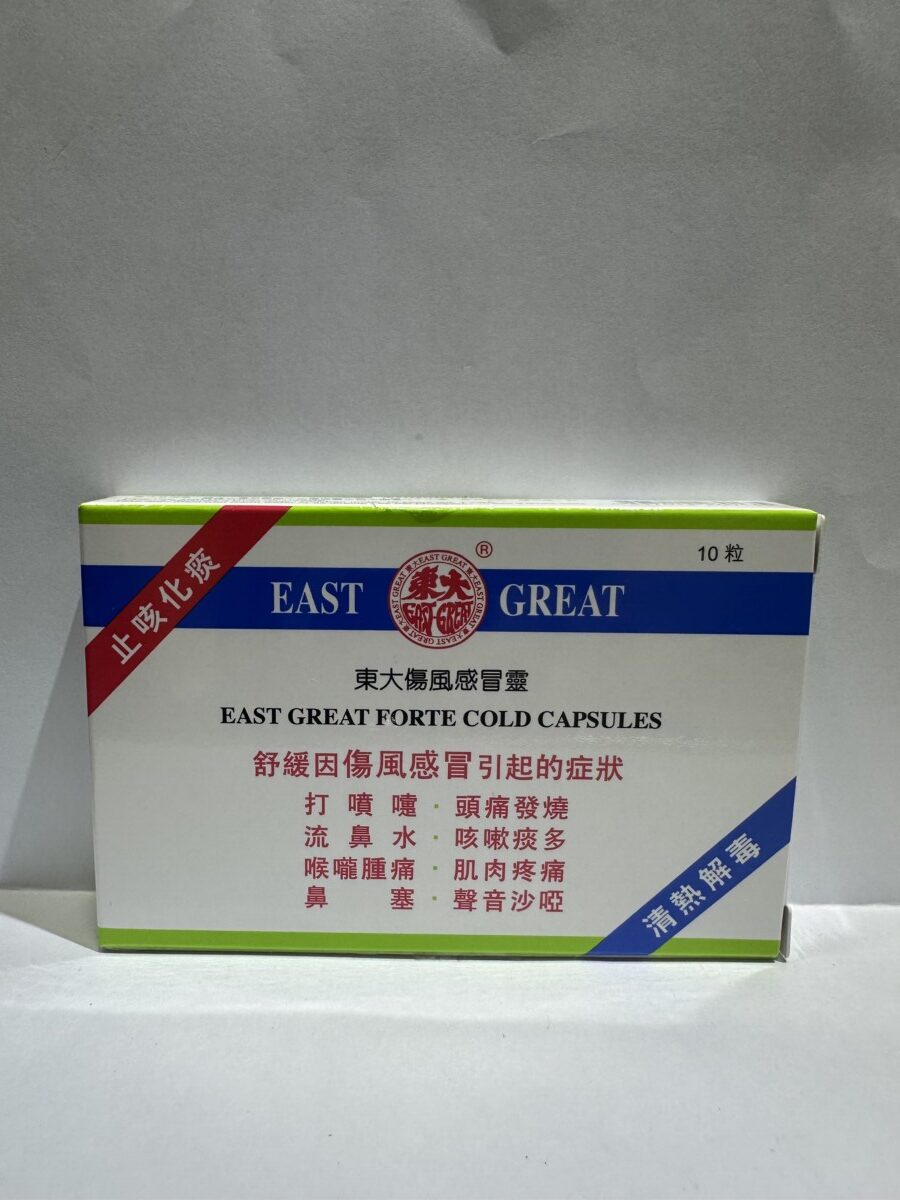 止咳化痰
10 粒
EAST GREAT
東大
EAST GREAT
®
東大傷風感冒靈
EAST GREAT FORTE COLD CAPSULES
舒緩因傷風感冒引起的症狀
打噴嚏·頭痛發燒
流鼻水·咳嗽痰多
喉嚨腫痛·肌肉疼痛
鼻塞·聲音沙啞
清熱解毒